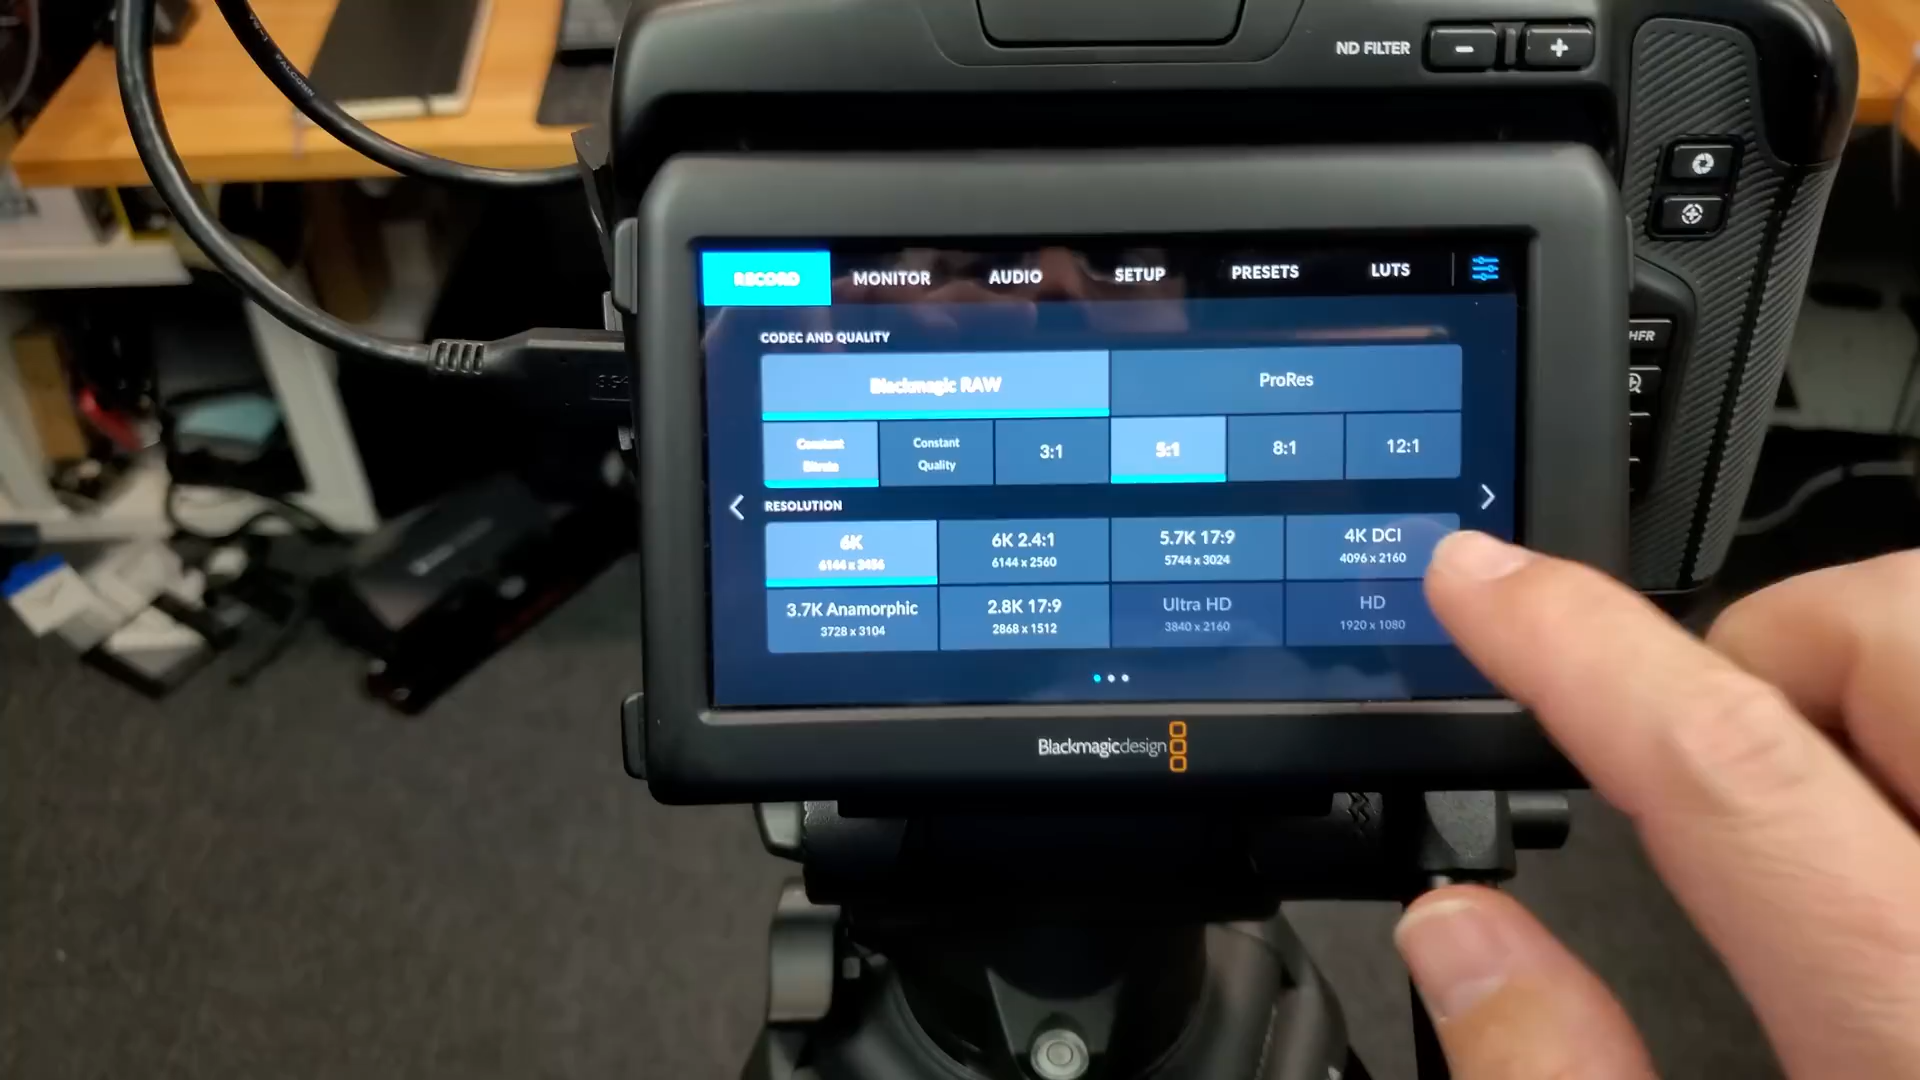 ND FILTER - +
RECORD MONITOR AUDIO SETUP PRESETS LUTS
CODEC AND QUALITY
Blackmagic RAW ProRes
Constant Bitrate Constant Quality 3:1 5:1 8:1 12:1
RESOLUTION
6K 6K 2.4:1 5.7K 17:9 4K DCI
6144 x 3456 6144 x 2560 5744 x 3024 4096 x 2160
3.7K Anamorphic 2.8K 17:9 Ultra HD HD
3728 x 3104 2868 x 1512 3840 x 2160 1920 x 1080
HFR
Blackmagicdesign